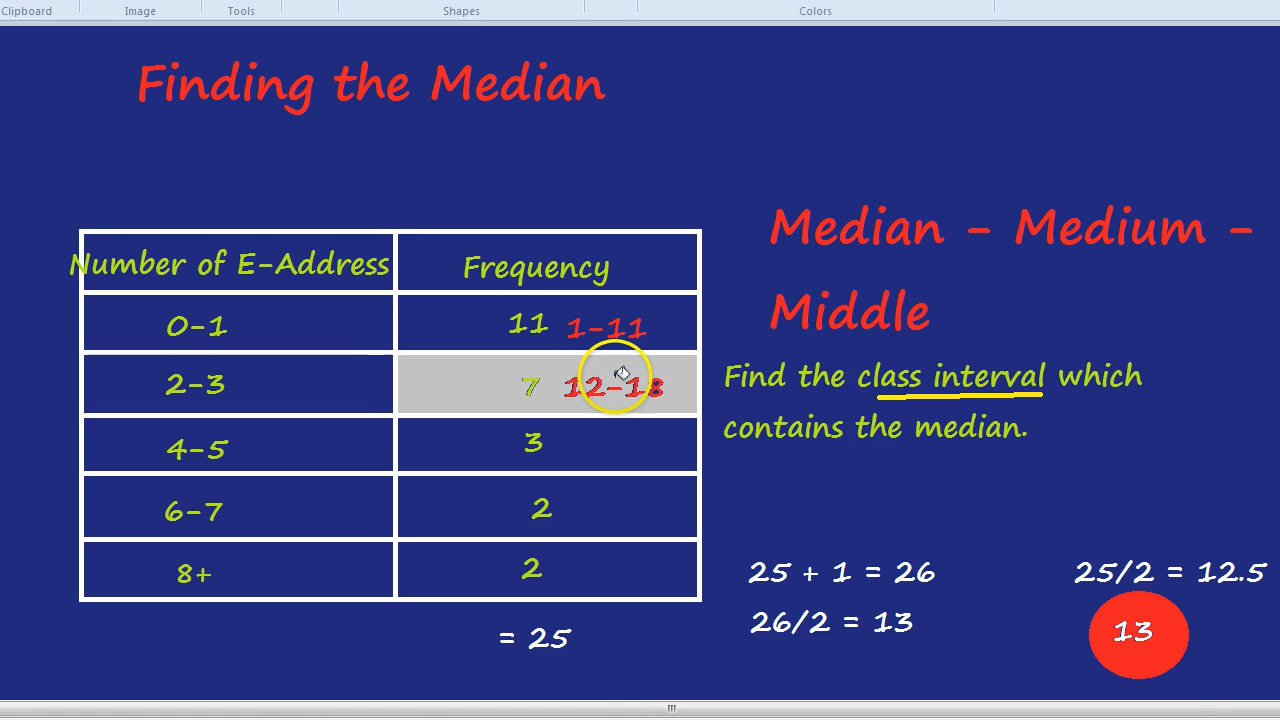 Clipboard Image Tools Shapes Colors
Finding the Median
Median - Medium -
Middle
Number of E-Address Frequency
0-1 11 1-11
2-3 7 12-18
4-5 3
6-7 2
8+ 2
= 25
Find the class interval which
contains the median.
25 + 1 = 26
26/2 = 13
25/2 = 12.5
13